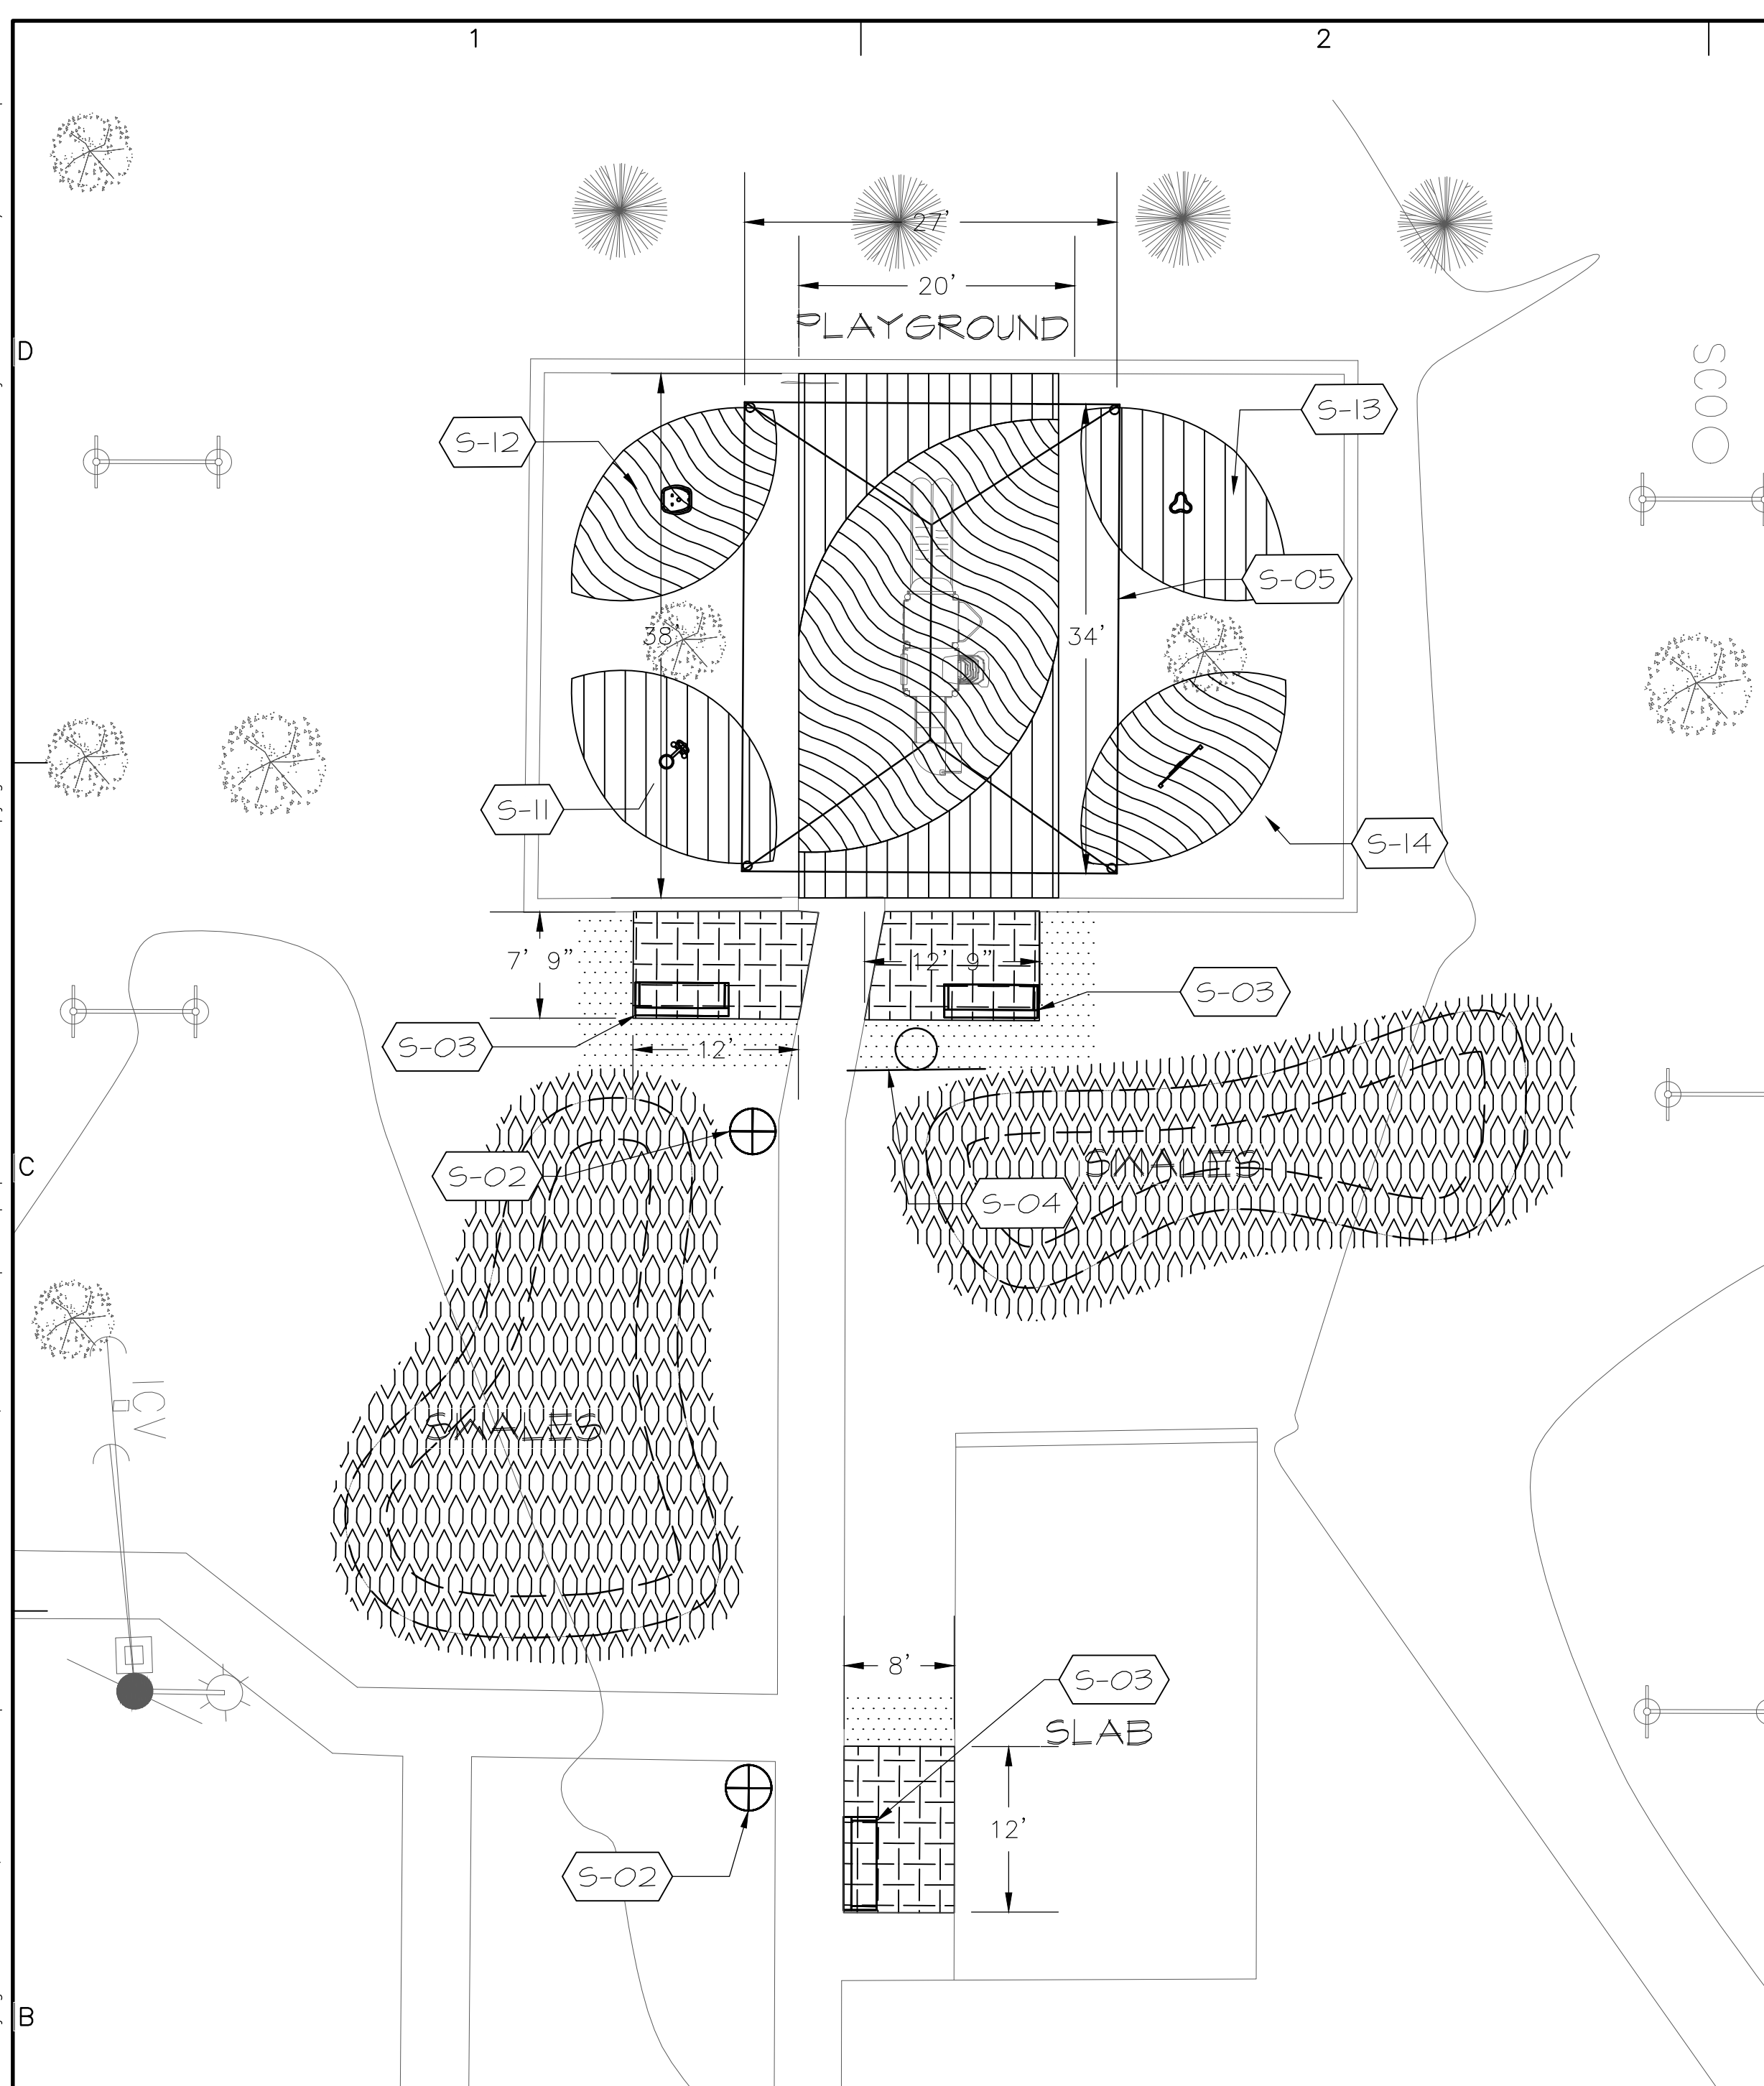 1
2
27'
20'
PLAYGROUND
D
SCO
S-13
S-12
S-05
38'
34'
S-11
S-14
7' 9"
12' 9"
S-03
S-03
12'
C
S-02
SWALES
S-04
ICV
SWALES
8'
S-03
SLAB
12'
S-02
B